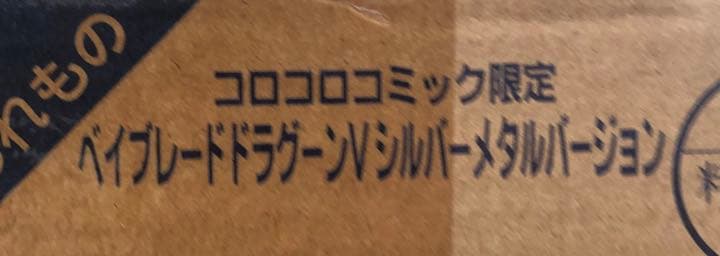 れもの
コロコロコミック限定
ベイブレードドラグーンVシルバーメタルバージョン